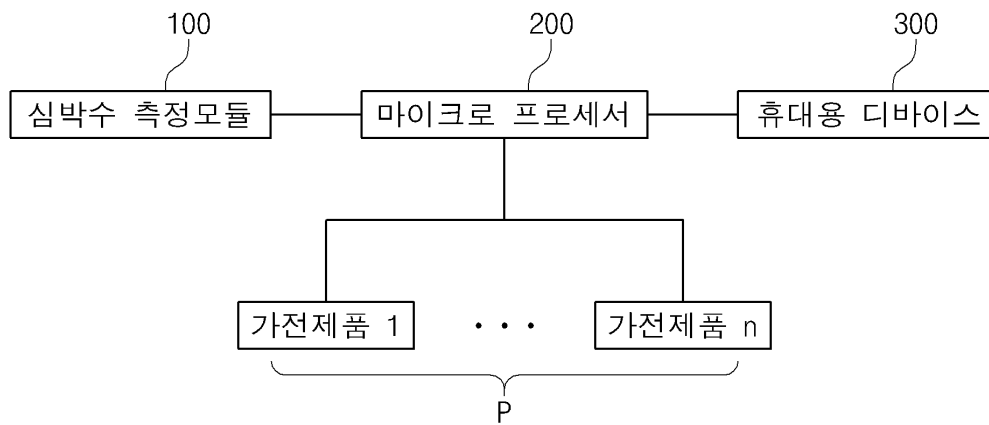 100
200
300
심박수 측정모듈
마이크로 프로세서
휴대용 디바이스
가전제품 1
· · ·
가전제품 n
P